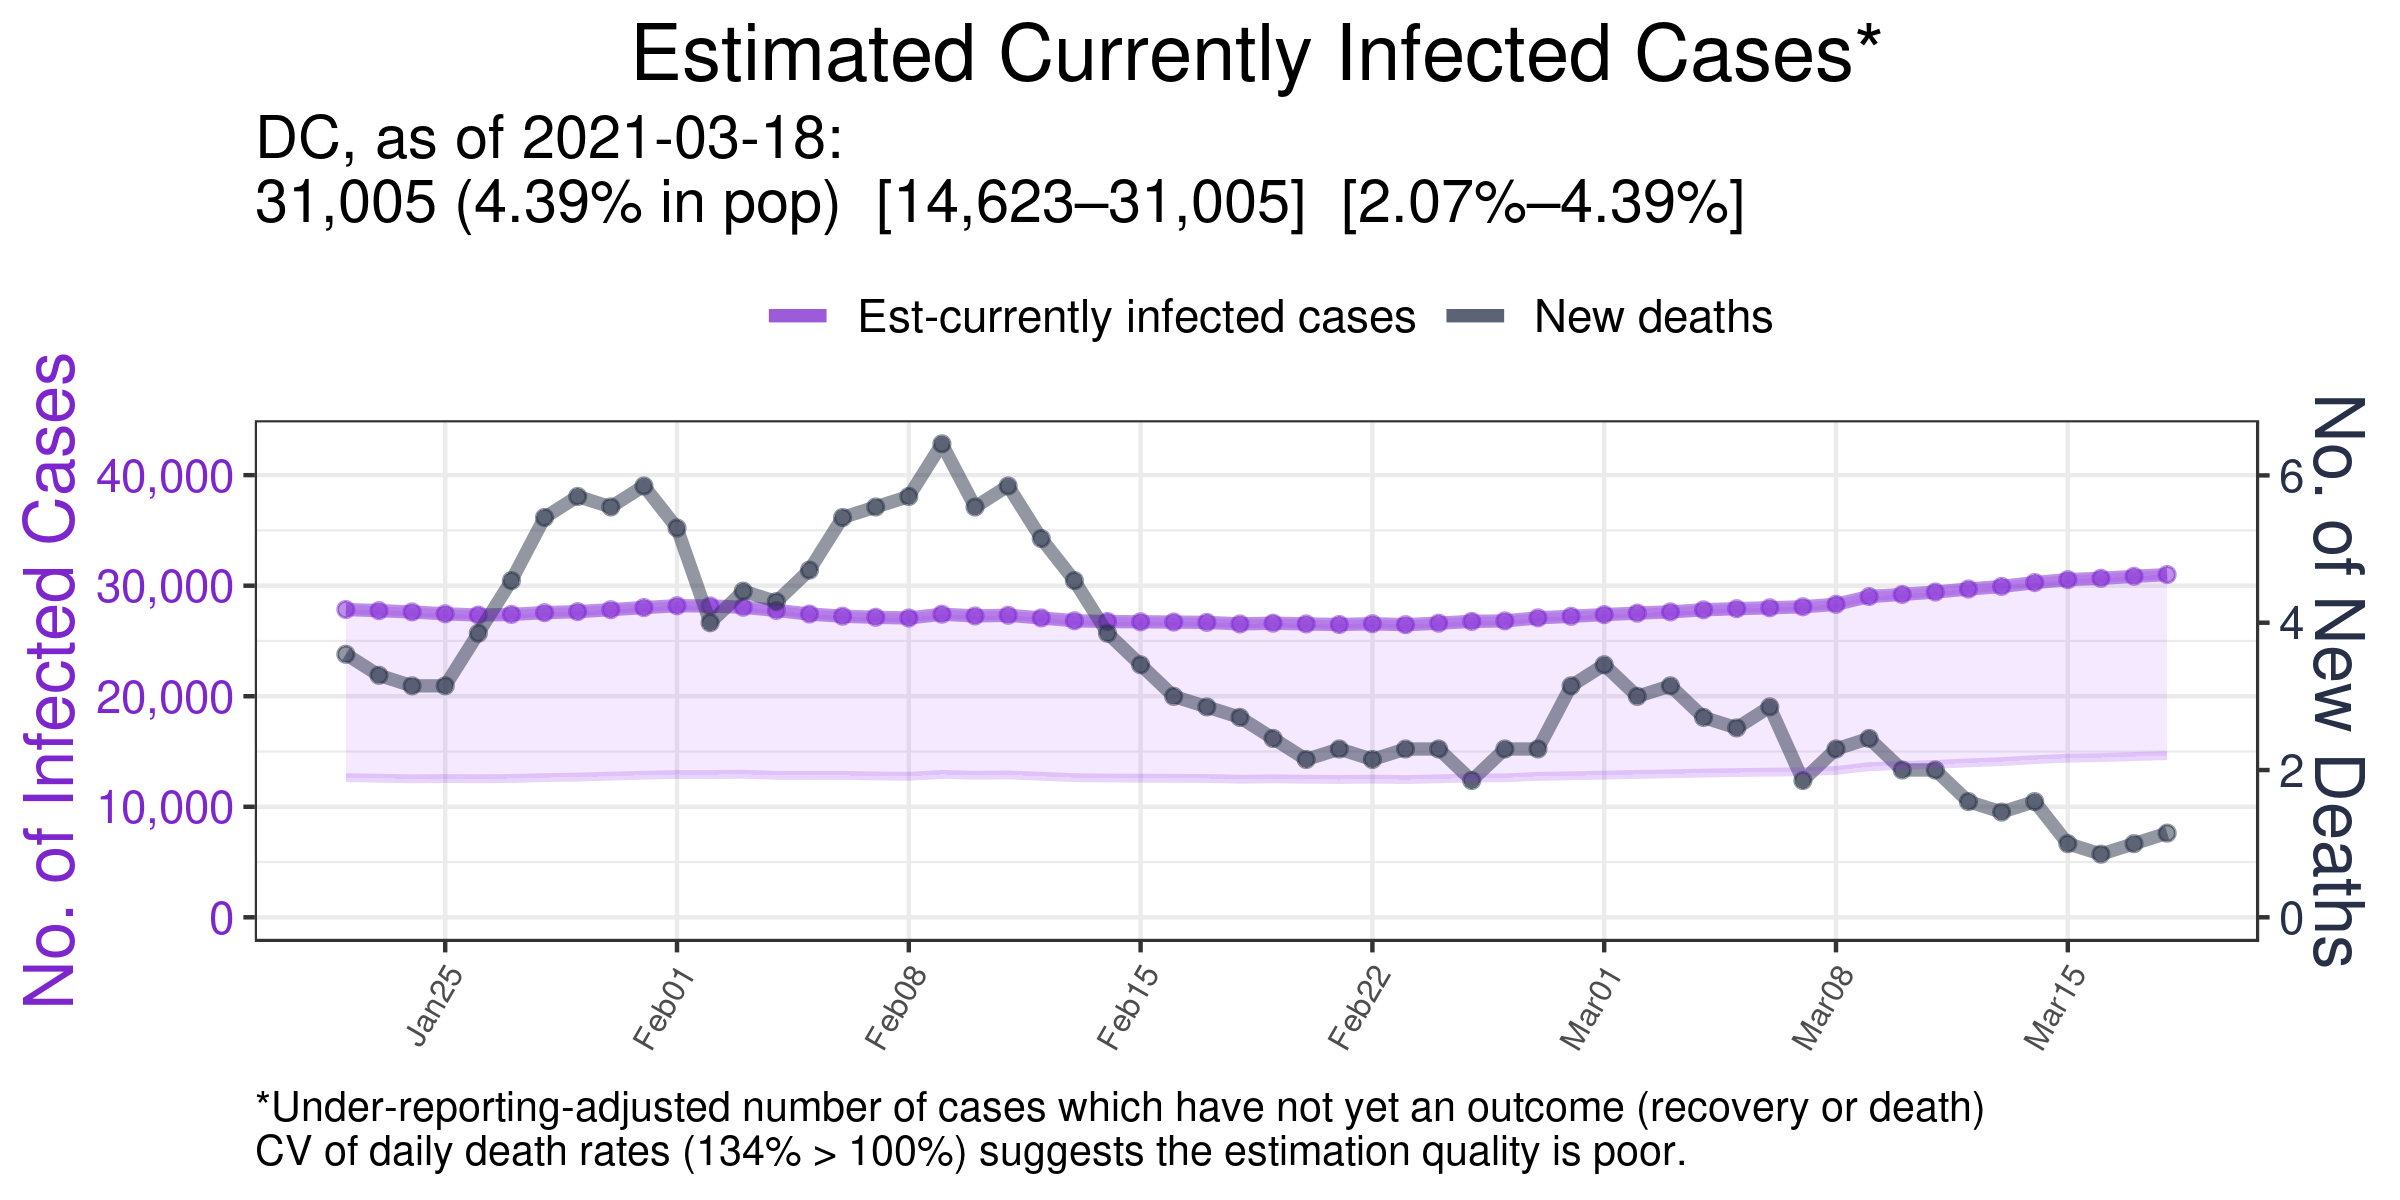 Estimated Currently Infected Cases*
DC, as of 2021-03-18:
31,005 (4.39% in pop)  [14,623–31,005]  [2.07%–4.39%]
Est-currently infected cases
New deaths
No. of Infected Cases
40,000
30,000
20,000
10,000
0
6
4
2
0
No. of New Deaths
Jan25
Feb01
Feb08
Feb15
Feb22
Mar01
Mar08
Mar15
*Under-reporting-adjusted number of cases which have not yet an outcome (recovery or death)
CV of daily death rates (134% > 100%) suggests the estimation quality is poor.